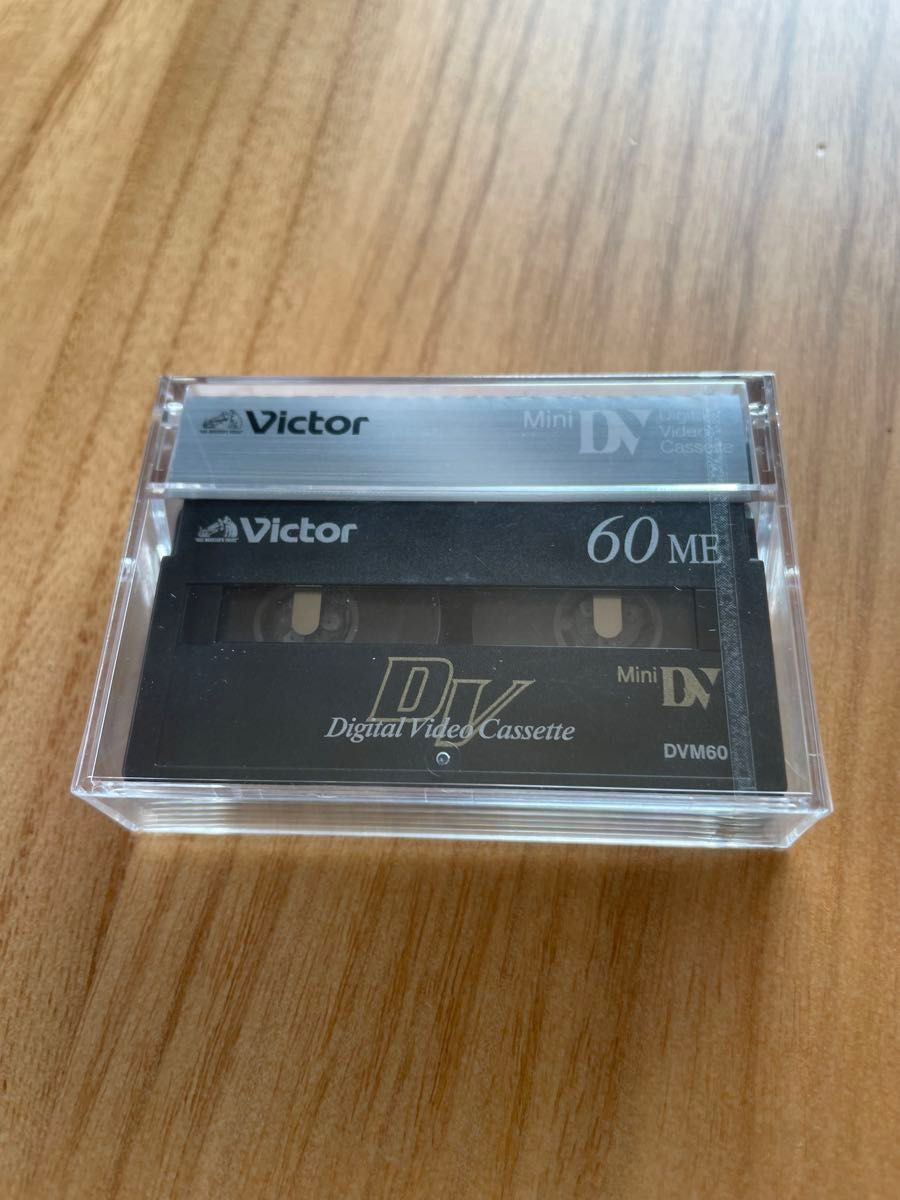 Victor
Mini DV
Digital
Video
Cassette
Victor
60 ME
Mini DV
DV
Digital Video Cassette
DVM60